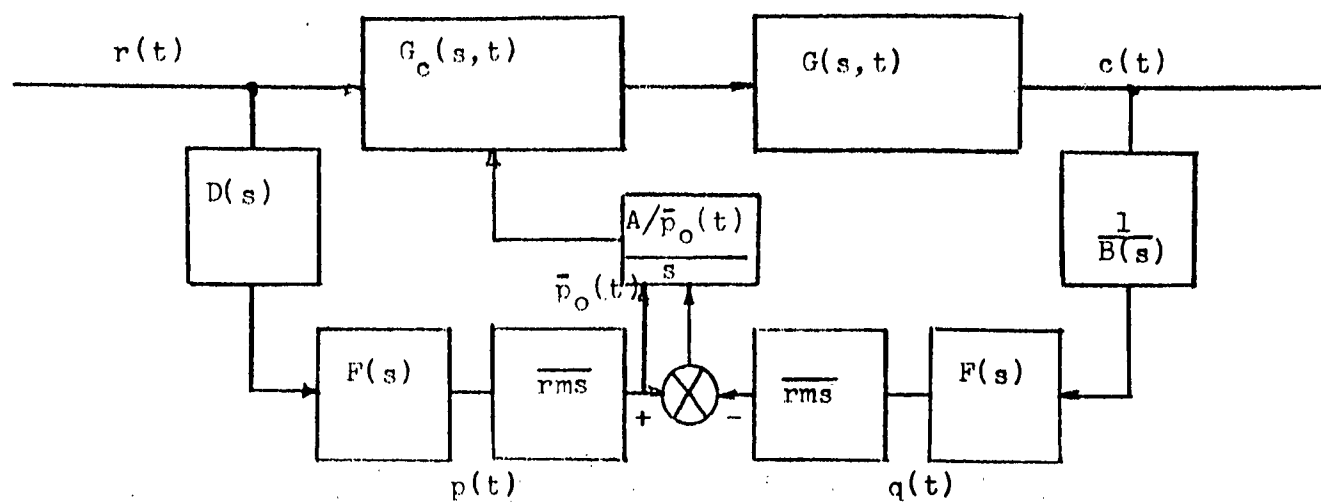 r(t)
G_c(s,t)
G(s,t)
c(t)
D(s)
A/p̄_o(t)
s
1
B(s)
p̄_o(t)
F(s)
rms
+
-
rms
F(s)
p(t)
q(t)